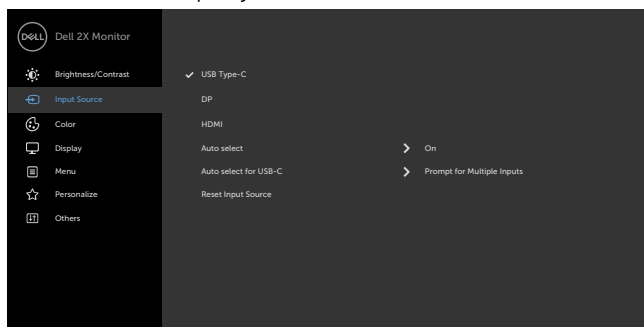 DELL Dell 2X Monitor
Brightness/Contrast
Input Source
Color
Display
Menu
Personalize
Others
USB Type-C
DP
HDMI
Auto select On
Auto select for USB-C Prompt for Multiple Inputs
Reset Input Source